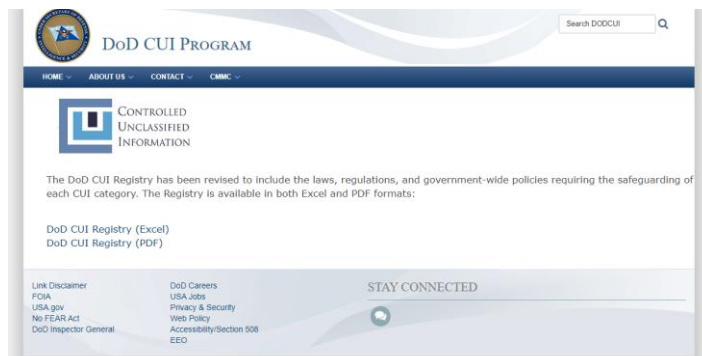 Search DODCUI
DoD CUI Program
HOME ABOUT US CONTACT CMMC
Controlled
Unclassified
Information
The DoD CUI Registry has been revised to include the laws, regulations, and government-wide policies requiring the safeguarding of
each CUI category. The Registry is available in both Excel and PDF formats:
DoD CUI Registry (Excel)
DoD CUI Registry (PDF)
Link Disclaimer
FOIA
USA.gov
No FEAR Act
DoD Inspector General
DoD Careers
USA Jobs
Privacy & Security
Web Policy
Accessibility/Section 508
EEO
STAY CONNECTED